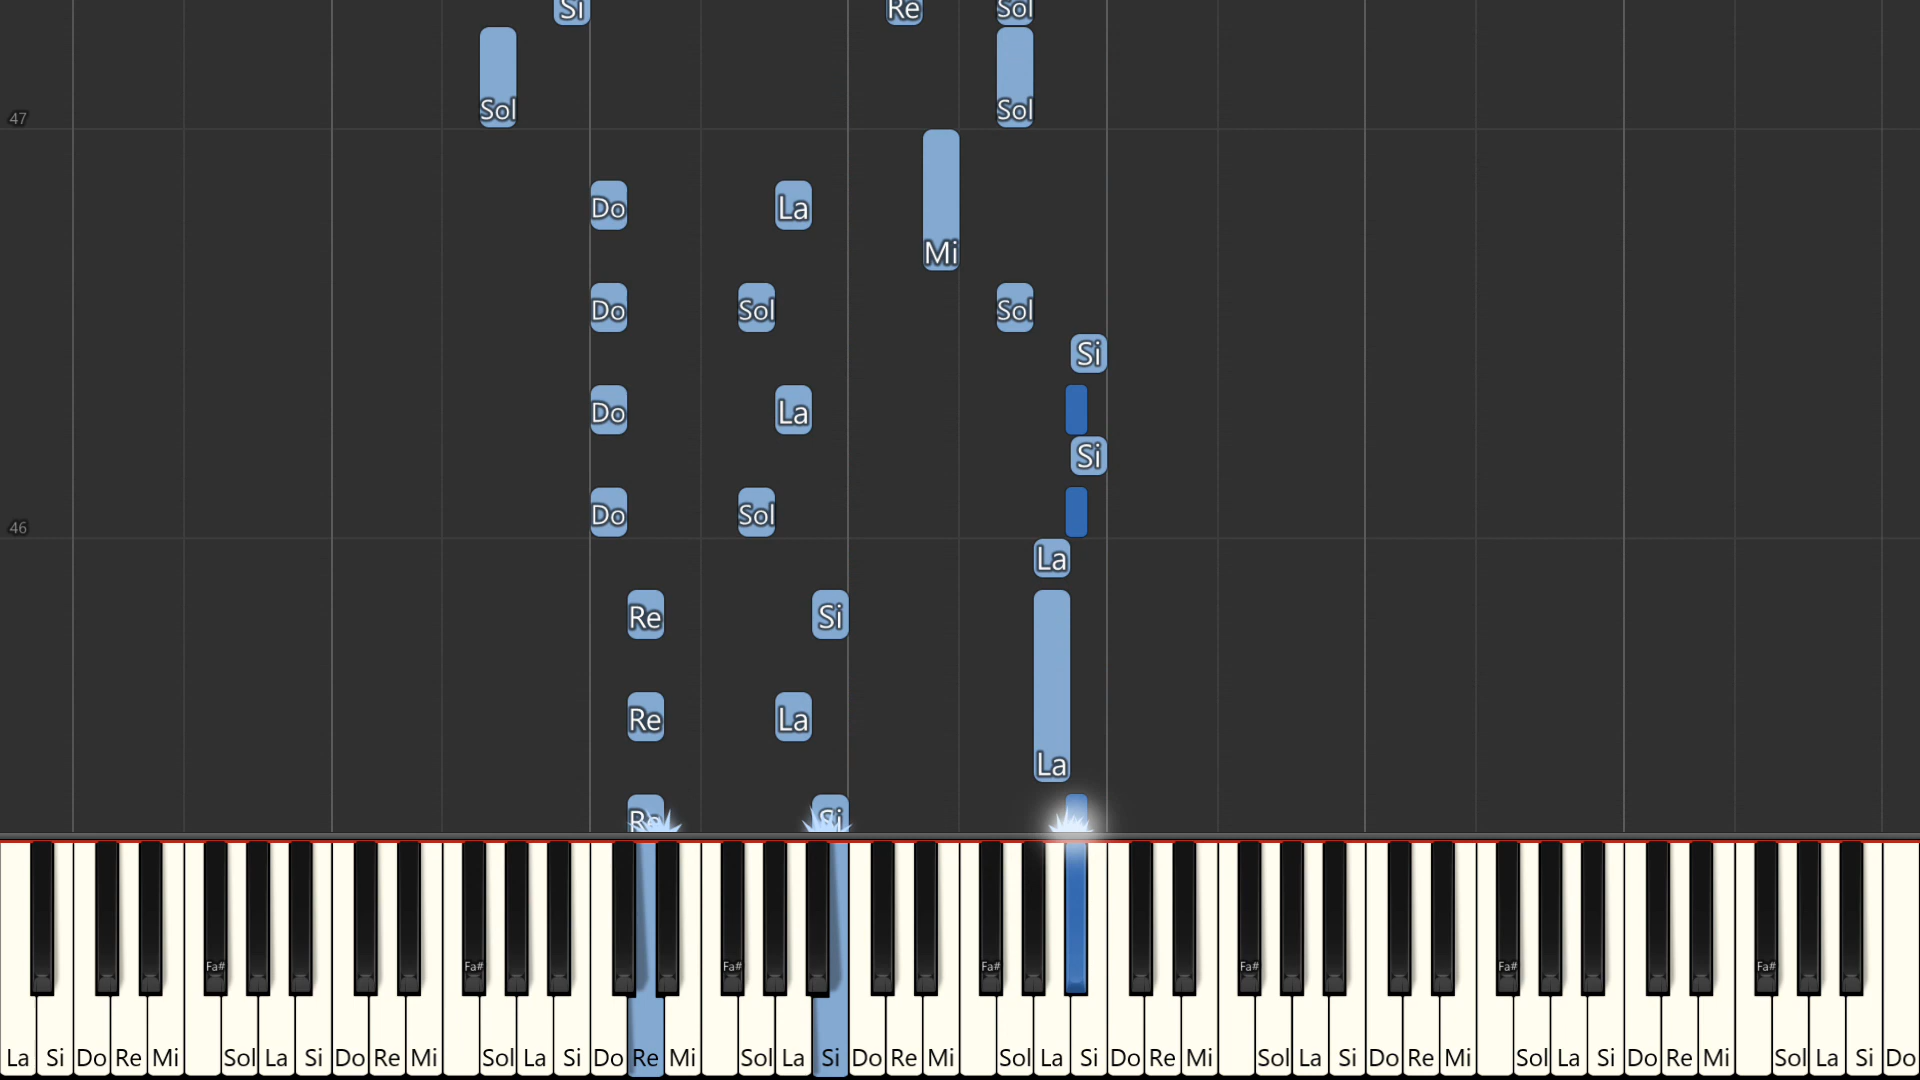 Si Re Sol
Sol Sol
47
Do La
Mi
Do Sol Sol
Si
Do La
Si
Do Sol
46
La
Re Si
Re La
La
Re Si
Fa# Fa# Fa# Fa# Fa# Fa# Fa#
La Si Do Re Mi Sol La Si Do Re Mi Sol La Si Do Re Mi Sol La Si Do Re Mi Sol La Si Do Re Mi Sol La Si Do Re Mi Sol La Si Do Re Mi Sol La Si Do